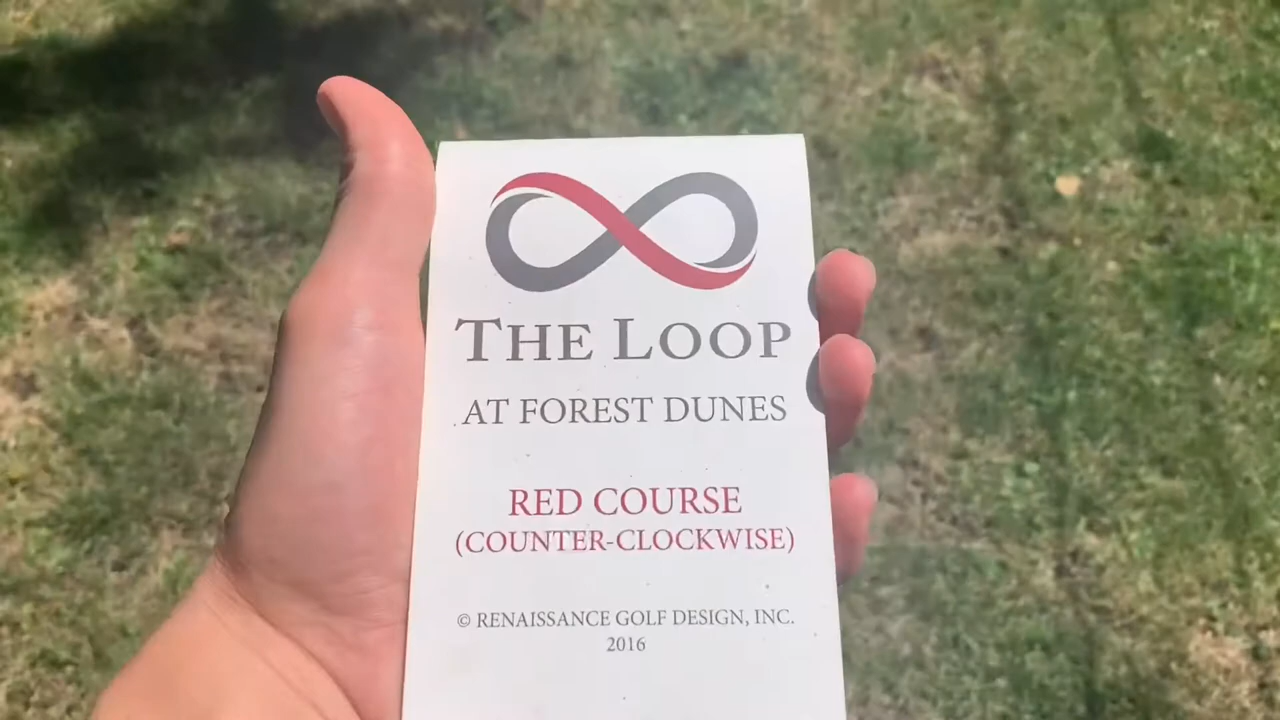 THE LOOP
AT FOREST DUNES
RED COURSE
(COUNTER-CLOCKWISE)
© RENAISSANCE GOLF DESIGN, INC.
2016